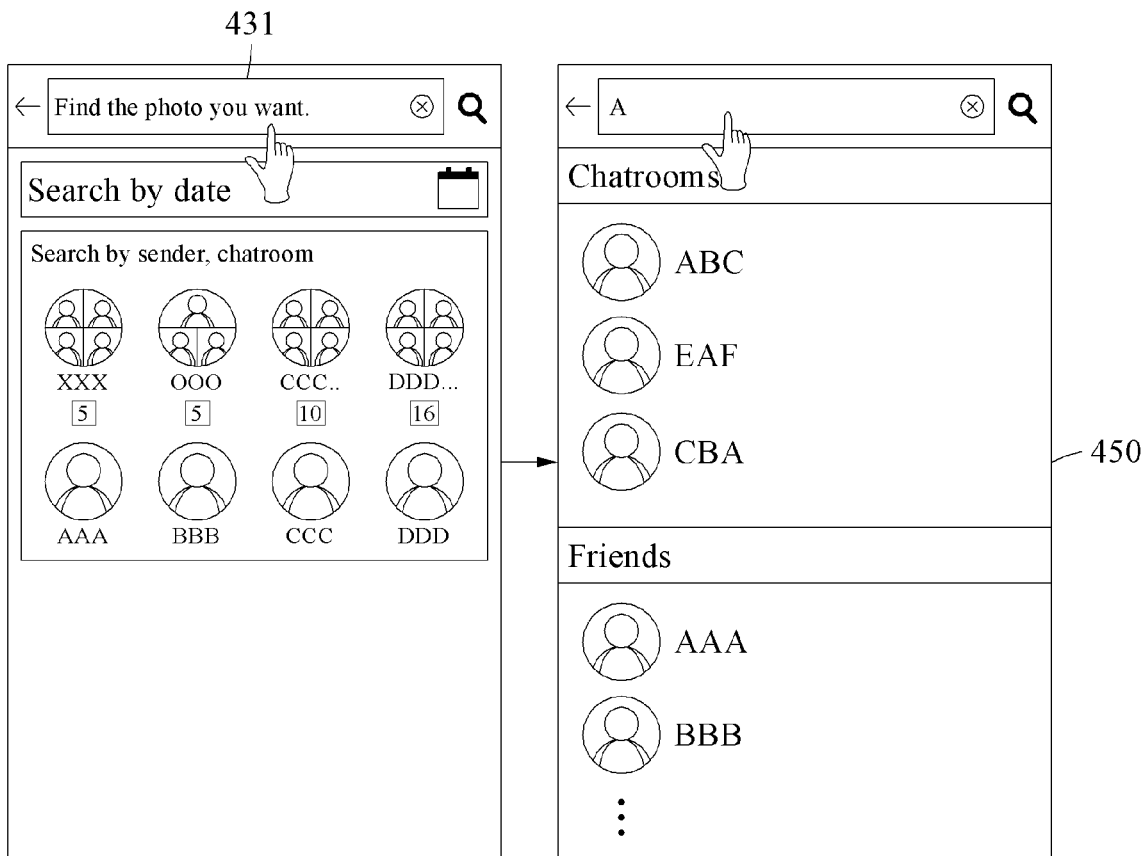 431
Find the photo you want.
Search by date
Search by sender, chatroom
XXX OOO CCC.. DDD...
5 5 10 16
AAA BBB CCC DDD
A
Chatrooms
ABC
EAF
CBA
450
Friends
AAA
BBB